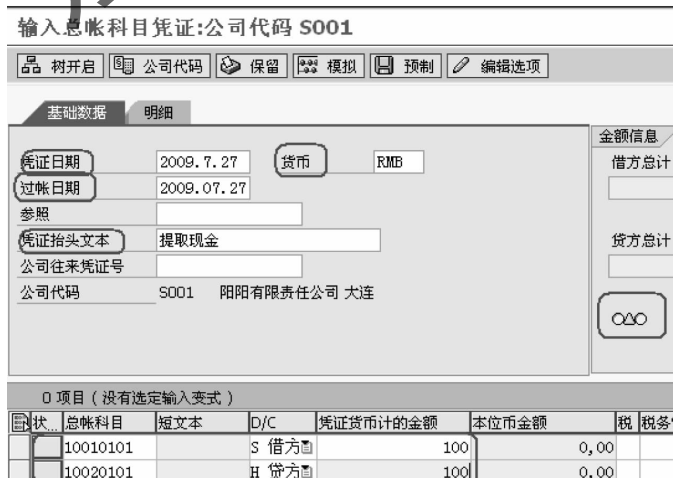 输入总帐科目凭证:公司代码 S001
树开启 公司代码 保留 模拟 预制 编辑选项
基础数据 明细
金额信息
凭证日期 2009.7.27 货币 RMB
借方总计
过帐日期 2009.07.27
参照
凭证抬头文本 提取现金
贷方总计
公司往来凭证号
公司代码 S001 阳阳有限责任公司 大连
0 项目 ( 没有选定输入变式 )
状... 总帐科目 短文本 D/C 凭证货币计的金额 本位币金额 税 税务
10010101 S 借方 100 0,00
10020101 H 贷方 100 0,00